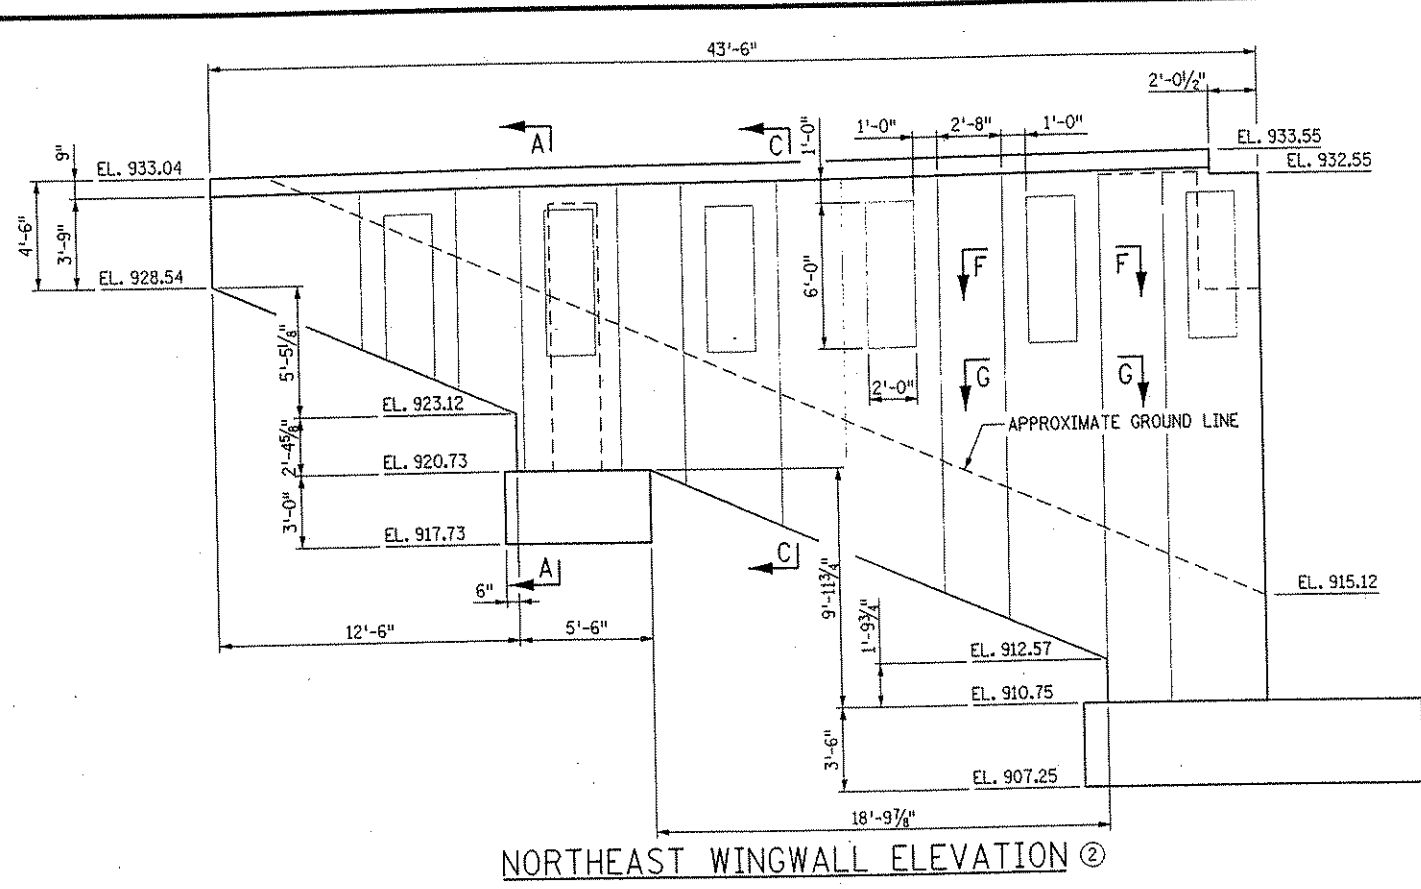 43'-6"
2'-0½"
A
C
1'-0"
1'-0"
2'-8"
1'-0"
EL. 933.55
EL. 932.55
9"
EL. 933.04
4'-6"
3'-9"
EL. 928.54
F
F
6'-0"
5'-5⅛"
G
G
2'-0"
EL. 923.12
APPROXIMATE GROUND LINE
2'-4⅝"
EL. 920.73
3'-0"
EL. 917.73
A
C
6"
9'-11¾"
EL. 915.12
12'-6"
5'-6"
1'-9¾"
EL. 912.57
EL. 910.75
3'-6"
EL. 907.25
18'-9⅞"
NORTHEAST WINGWALL ELEVATION ②